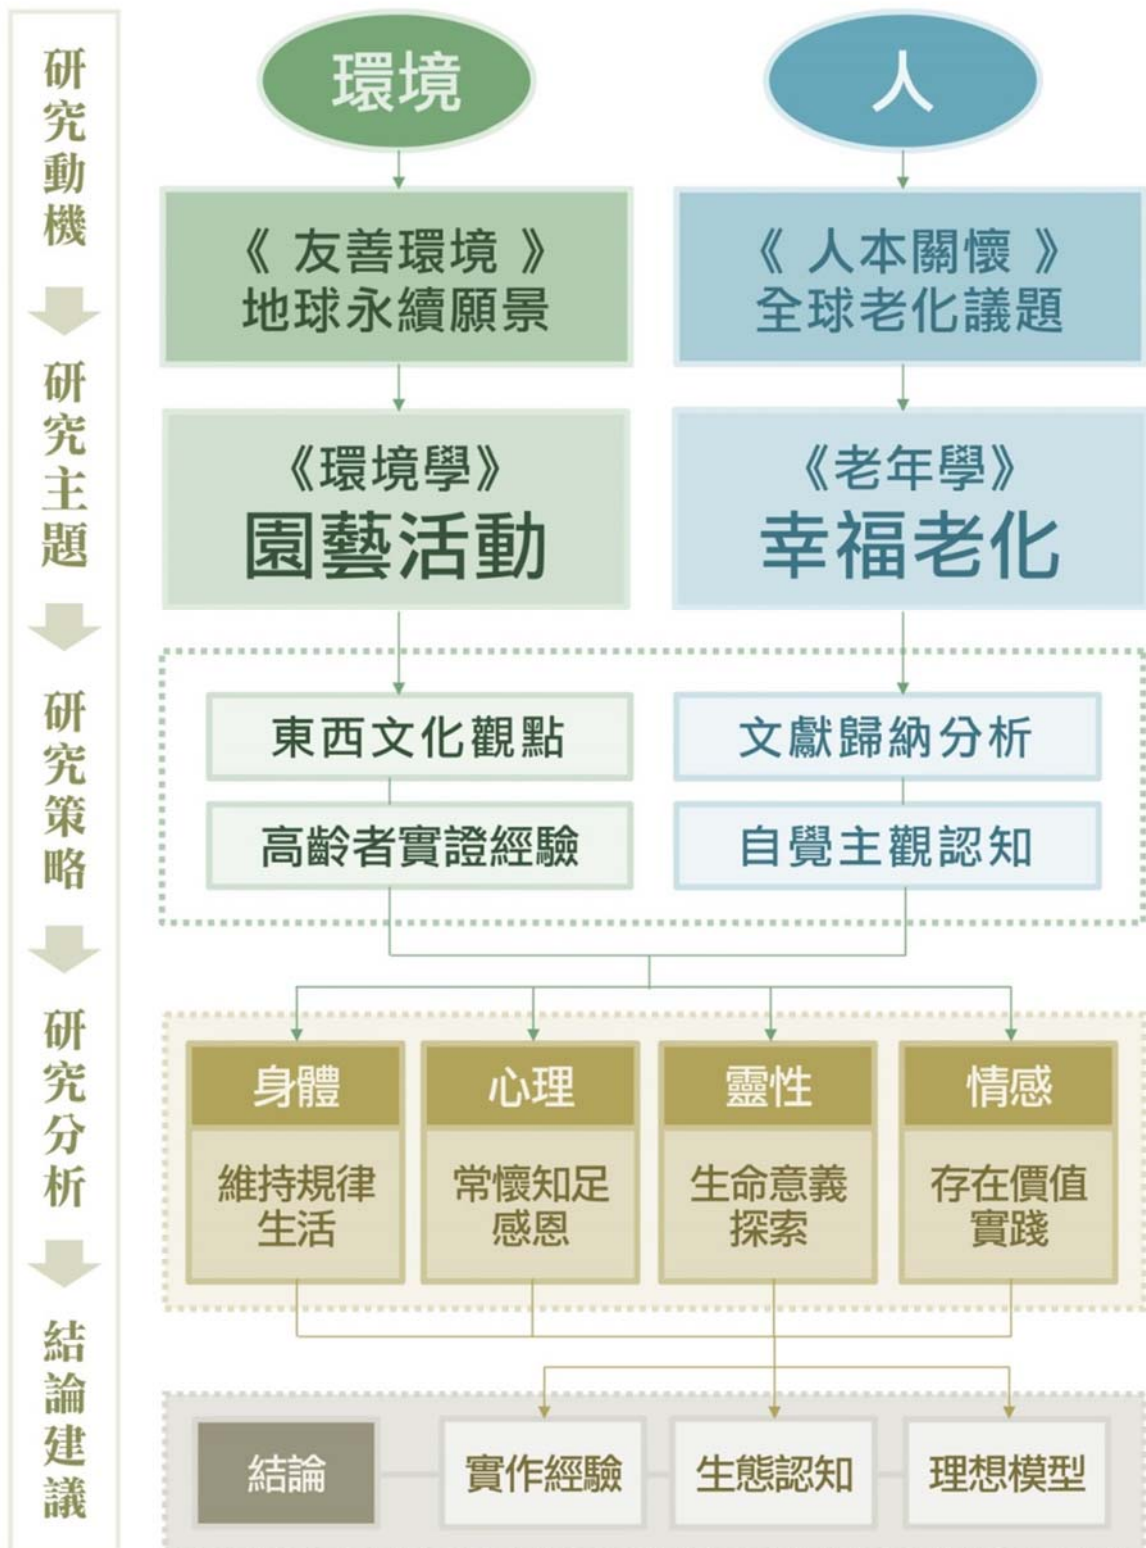 研究動機
研究主題
研究策略
研究分析
結論建議
環境
人
《 友善環境 》
地球永續願景
《 人本關懷 》
全球老化議題
《環境學》
園藝活動
《老年學》
幸福老化
東西文化觀點
文獻歸納分析
高齡者實證經驗
自覺主觀認知
身體
心理
靈性
情感
維持規律
生活
常懷知足
感恩
生命意義
探索
存在價值
實踐
結論
實作經驗
生態認知
理想模型